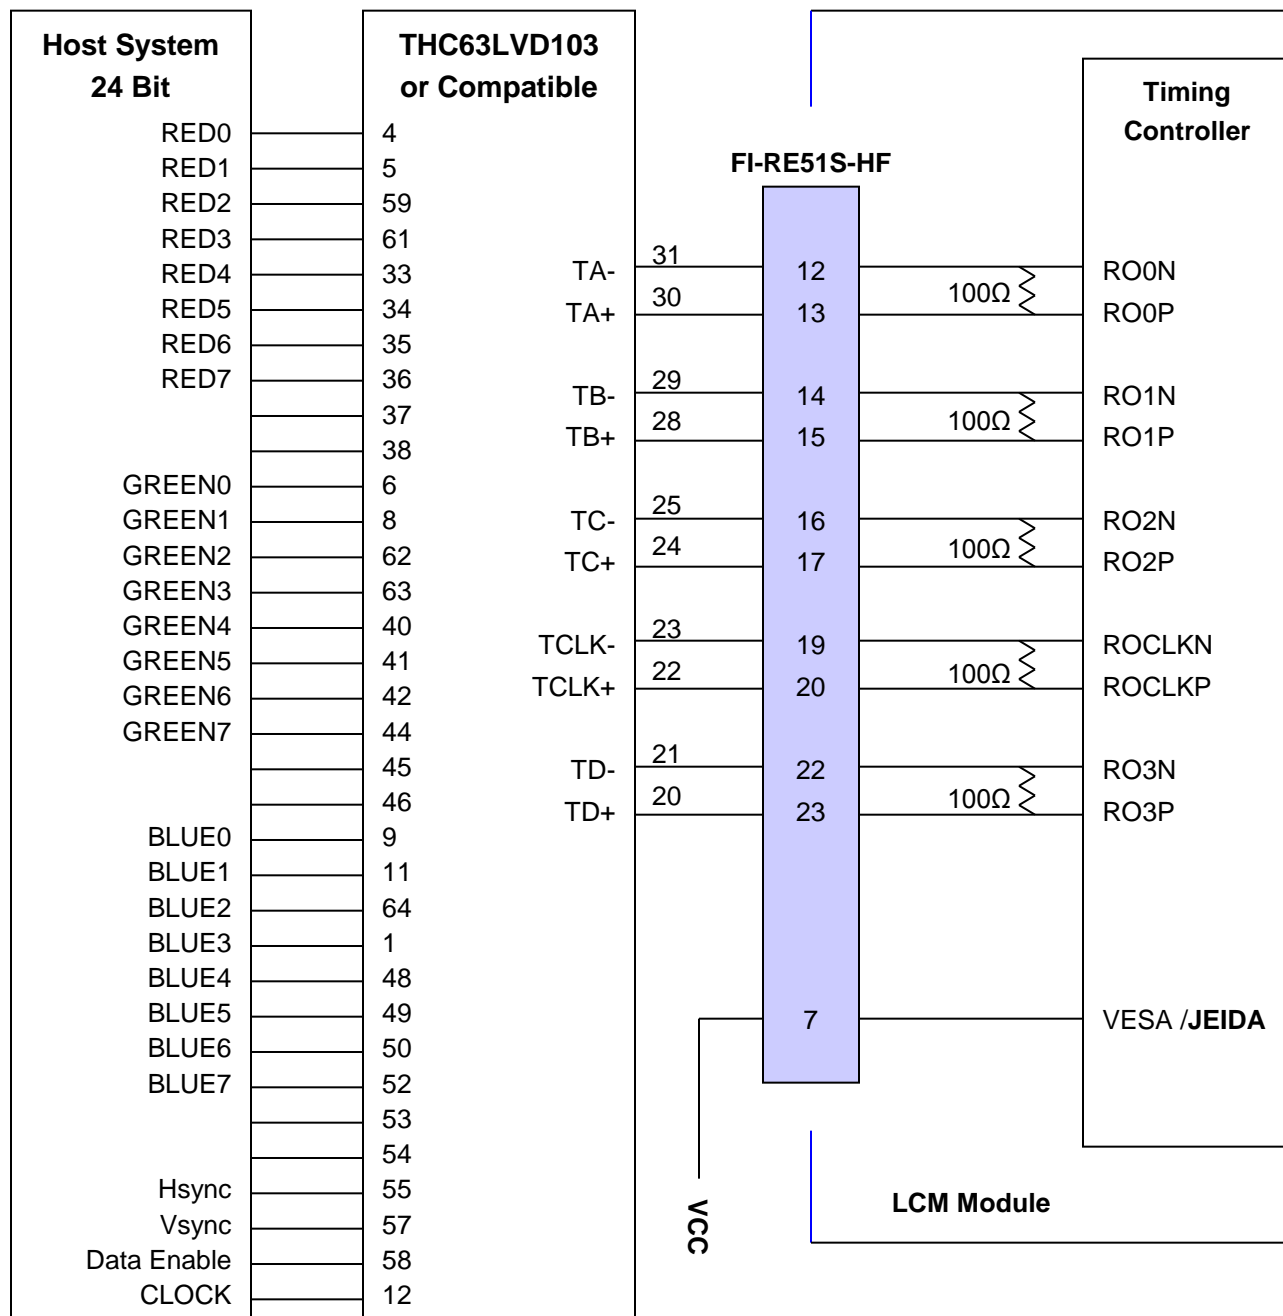 Host System
24 Bit
RED0
RED1
RED2
RED3
RED4
RED5
RED6
RED7
GREEN0
GREEN1
GREEN2
GREEN3
GREEN4
GREEN5
GREEN6
GREEN7
BLUE0
BLUE1
BLUE2
BLUE3
BLUE4
BLUE5
BLUE6
BLUE7
Hsync
Vsync
Data Enable
CLOCK
THC63LVD103
or Compatible
4
5
59
61
33
34
35
36
37
38
6
8
62
63
40
41
42
44
45
46
9
11
64
1
48
49
50
52
53
54
55
57
58
12
TA-
TA+
TB-
TB+
TC-
TC+
TCLK-
TCLK+
TD-
TD+
31
30
29
28
25
24
23
22
21
20
FI-RE51S-HF
12
13
14
15
16
17
19
20
22
23
7
VCC
100Ω
100Ω
100Ω
100Ω
100Ω
Timing
Controller
RO0N
RO0P
RO1N
RO1P
RO2N
RO2P
ROCLKN
ROCLKP
RO3N
RO3P
VESA /JEIDA
LCM Module